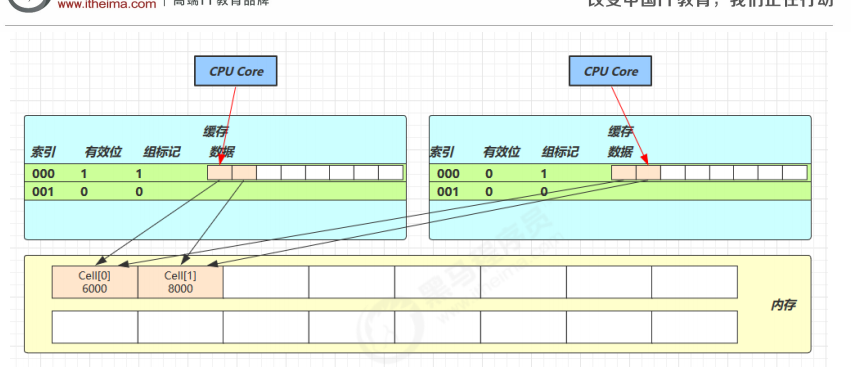 www.itheima.com | 高端IT教育品牌
改变中国IT教育，我们正在行动
CPU Core
CPU Core
缓存
索引 有效位 组标记 数据
000 1 1
001 0 0
缓存
索引 有效位 组标记 数据
000 0 1
001 0 0
Cell[0]
6000
Cell[1]
8000
内存
黑马程序员
www.itheima.com